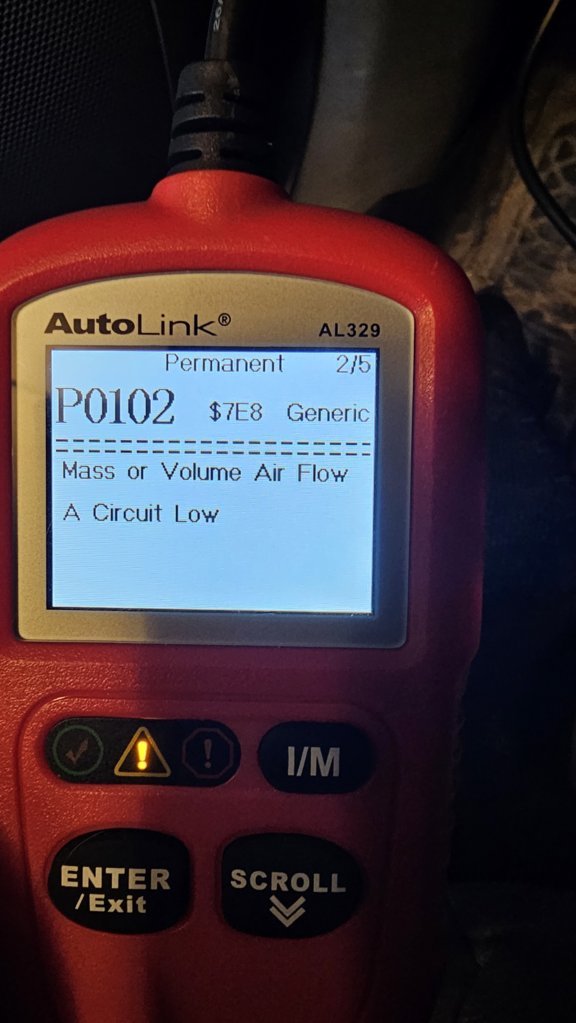 AutoLink®
AL329
Permanent 2/5
P0102 $7E8 Generic
Mass or Volume Air Flow
A Circuit Low
I/M
ENTER
/Exit
SCROLL